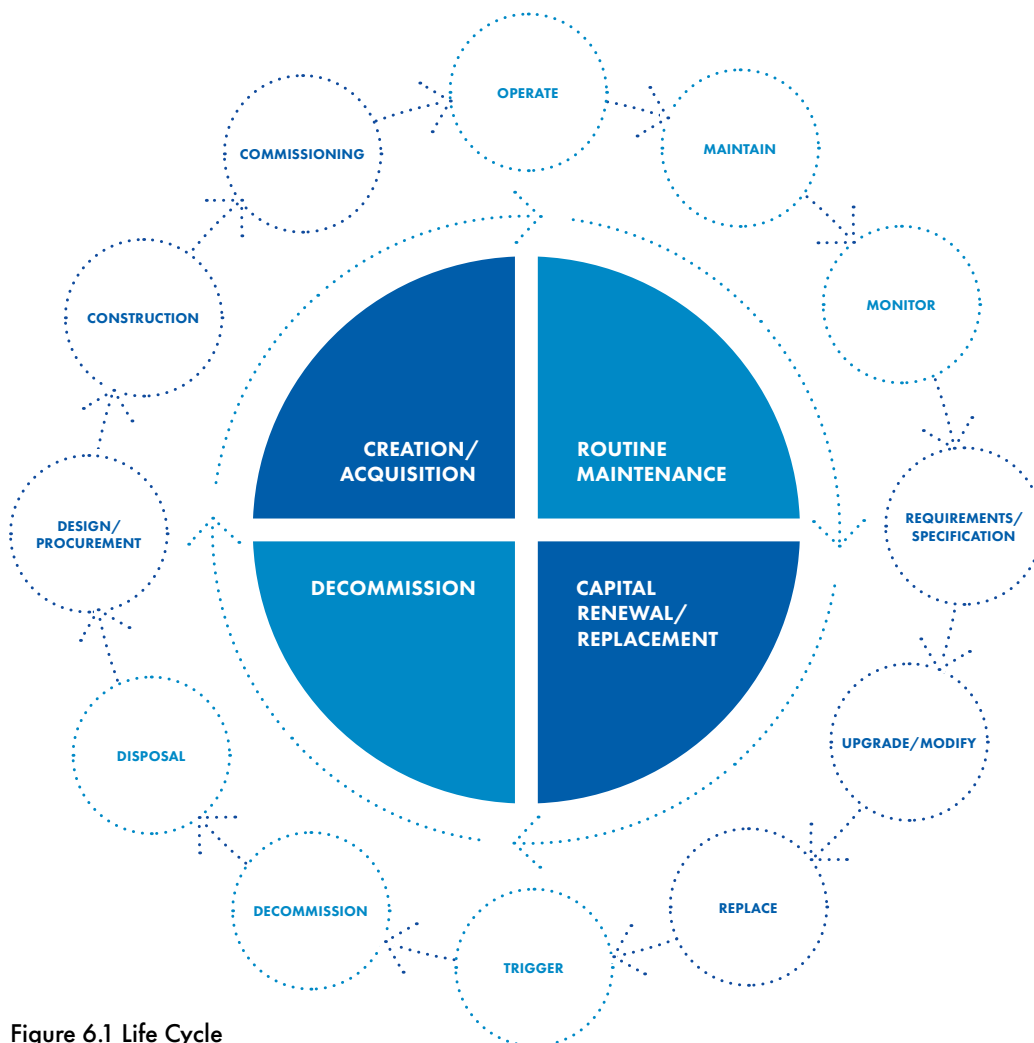 OPERATE
COMMISSIONING
MAINTAIN
CONSTRUCTION
MONITOR
CREATION/
ACQUISITION
ROUTINE
MAINTENANCE
DESIGN/
PROCUREMENT
REQUIREMENTS/
SPECIFICATION
DECOMMISSION
CAPITAL
RENEWAL/
REPLACEMENT
DISPOSAL
UPGRADE/MODIFY
DECOMMISSION
REPLACE
TRIGGER
Figure 6.1 Life Cycle